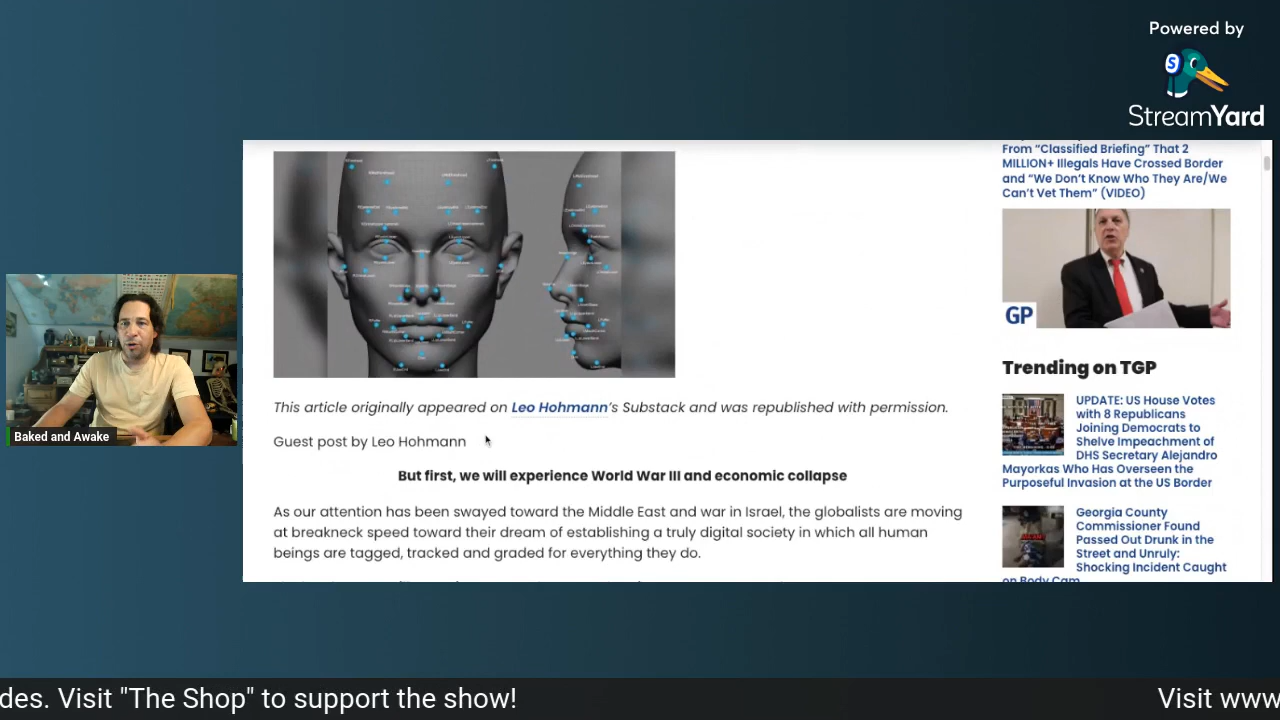 Powered by
S
StreamYard
From “Classified Briefing” That 2
MILLION+ Illegals Have Crossed Border
and “We Don’t Know Who They Are/We
Can’t Vet Them” (VIDEO)
GP
This article originally appeared on Leo Hohmann’s Substack and was republished with permission.
Guest post by Leo Hohmann
But first, we will experience World War III and economic collapse
As our attention has been swayed toward the Middle East and war in Israel, the globalists are moving
at breakneck speed toward their dream of establishing a truly digital society in which all human
beings are tagged, tracked and graded for everything they do.
Trending on TGP
UPDATE: US House Votes
with 8 Republicans
Joining Democrats to
Shelve Impeachment of
DHS Secretary Alejandro
Mayorkas Who Has Overseen the
Purposeful Invasion at the US Border
Georgia County
Commissioner Found
Passed Out Drunk in the
Street and Unruly:
Shocking Incident Caught
on Body Cam
Baked and Awake
des. Visit "The Shop" to support the show!
Visit www